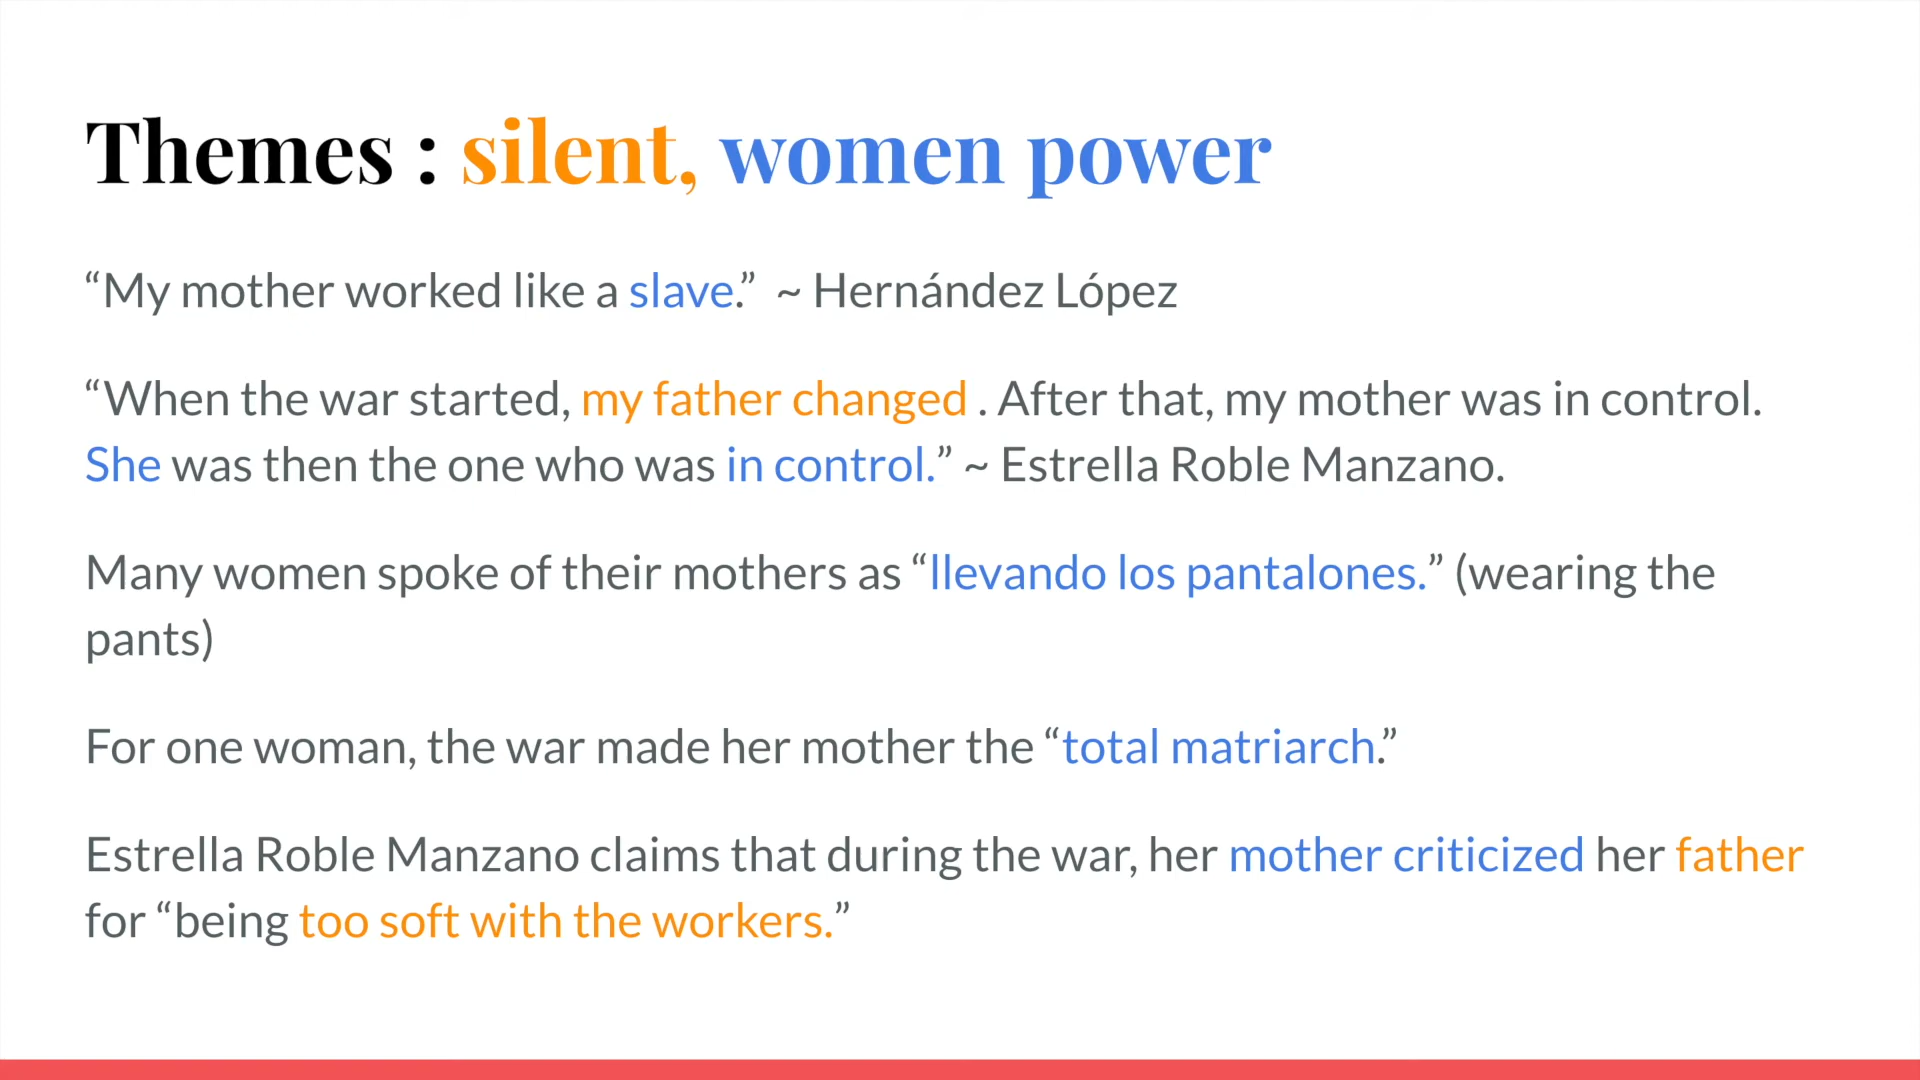 Themes : silent, women power
“My mother worked like a slave.”  ~ Hernández López
“When the war started, my father changed . After that, my mother was in control.
She was then the one who was in control.” ~ Estrella Roble Manzano.
Many women spoke of their mothers as “llevando los pantalones.” (wearing the
pants)
For one woman, the war made her mother the “total matriarch.”
Estrella Roble Manzano claims that during the war, her mother criticized her father
for “being too soft with the workers.”